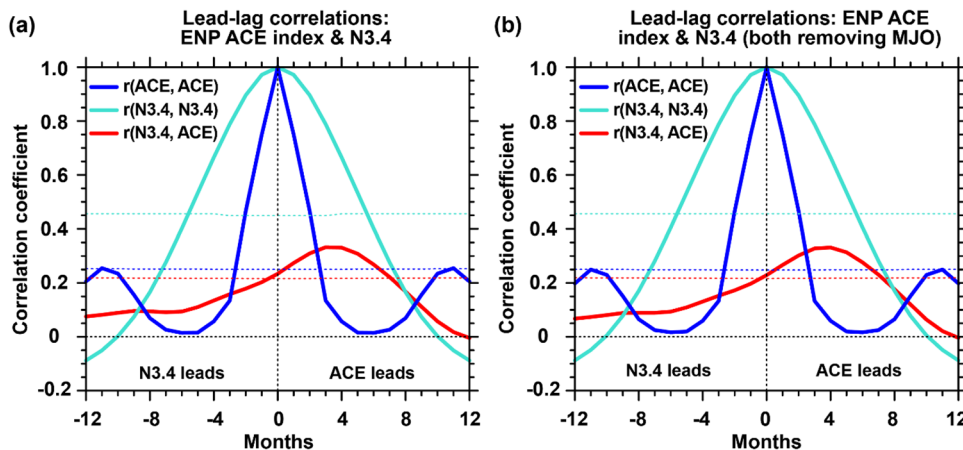 (a)
Lead-lag correlations:
ENP ACE index & N3.4
Correlation coefficient
1.0
0.8
0.6
0.4
0.2
0
-0.2
r(ACE, ACE)
r(N3.4, N3.4)
r(N3.4, ACE)
N3.4 leads
ACE leads
-12
-8
-4
0
4
8
12
Months
(b)
Lead-lag correlations: ENP ACE
index & N3.4 (both removing MJO)
Correlation coefficient
1.0
0.8
0.6
0.4
0.2
0
-0.2
r(ACE, ACE)
r(N3.4, N3.4)
r(N3.4, ACE)
N3.4 leads
ACE leads
-12
-8
-4
0
4
8
12
Months